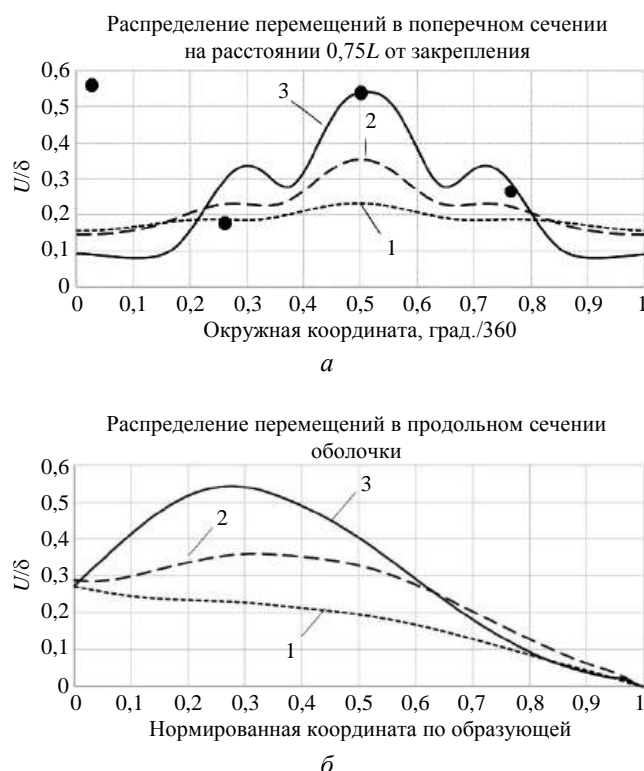 Распределение перемещений в поперечном сечении
на расстоянии 0,75L от закрепления
0,6
0,5
0,4
0,3
0,2
0,1
0
U/δ
3
2
1
0 0,1 0,2 0,3 0,4 0,5 0,6 0,7 0,8 0,9 1
Окружная координата, град./360
а
Распределение перемещений в продольном сечении
оболочки
0,6
0,5
0,4
0,3
0,2
0,1
0
U/δ
3
2
1
0 0,1 0,2 0,3 0,4 0,5 0,6 0,7 0,8 0,9 1
Нормированная координата по образующей
б